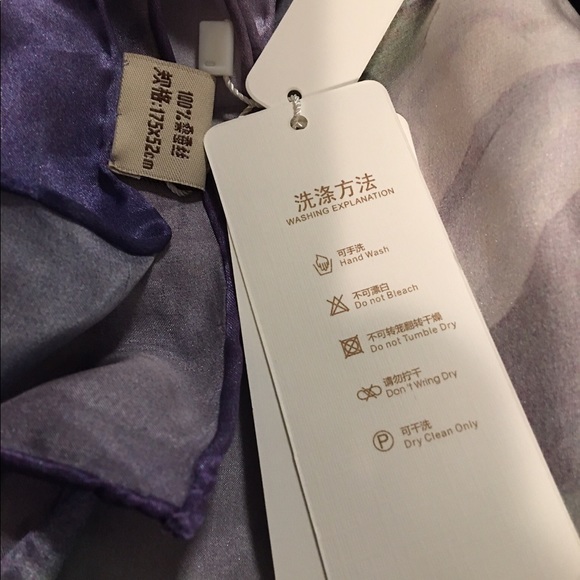 100% 桑蚕丝
规格:175x52cm
洗涤方法
WASHING EXPLANATION
可手洗
Hand Wash
不可漂白
Do not Bleach
不可转笼翻转干燥
Do not Tumble Dry
请勿拧干
Don't Wring Dry
P
可干洗
Dry Clean Only